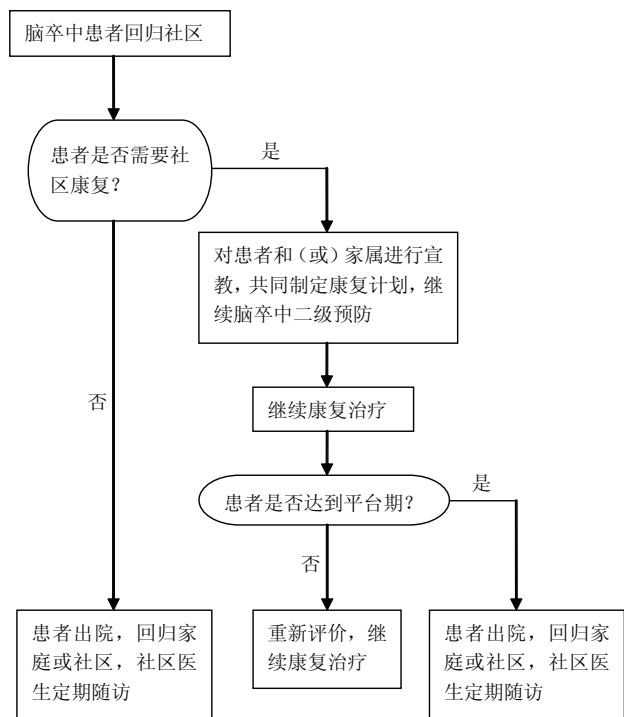 脑卒中患者回归社区
患者是否需要社
区康复？
是
对患者和（或）家属进行宣
教，共同制定康复计划，继
续脑卒中二级预防
否
继续康复治疗
患者是否达到平台期？
是
否
患者出院，回归家
庭或社区，社区医
生定期随访
重新评价，继
续康复治疗
患者出院，回归家
庭或社区，社区医
生定期随访